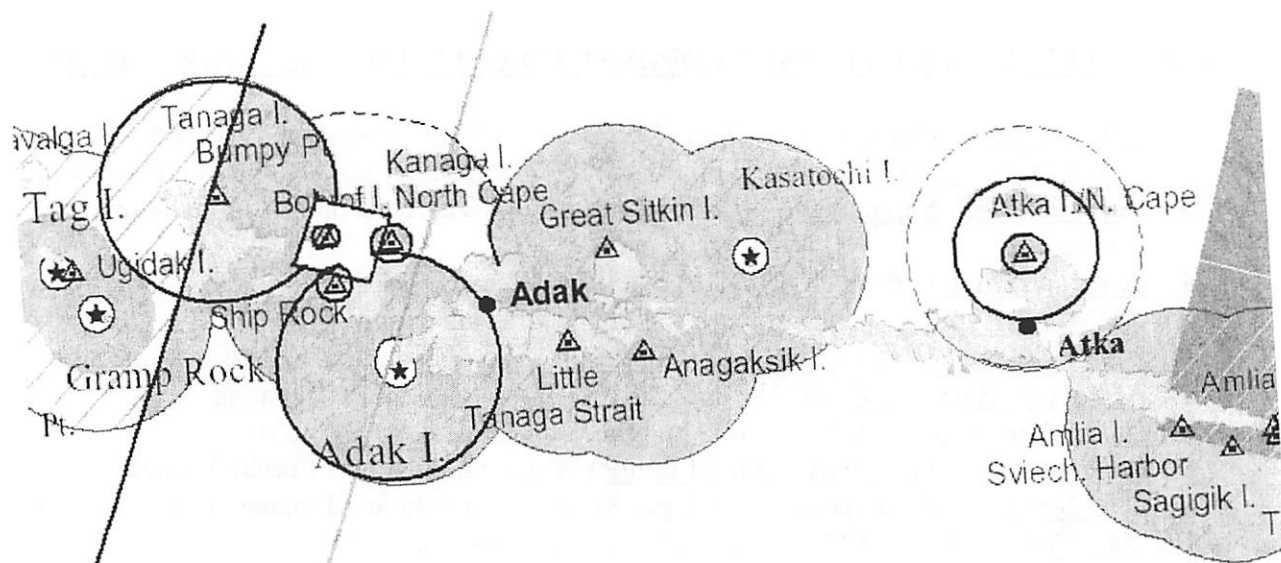 Tanaga I.
Bumpy Pt.
avalga I.
Kanaga I.
North Cape
Kasatochi I.
Tag I.
Great Sitkin I.
Atka I./N. Cape
Ugidak I.
Adak
Ship Rock
Atka
Gramp Rock
Little
Tanaga Strait
Anagaksik I.
Amlia
Pt.
Adak I.
Amlia I.
Sviech. Harbor
Sagigik I.
T